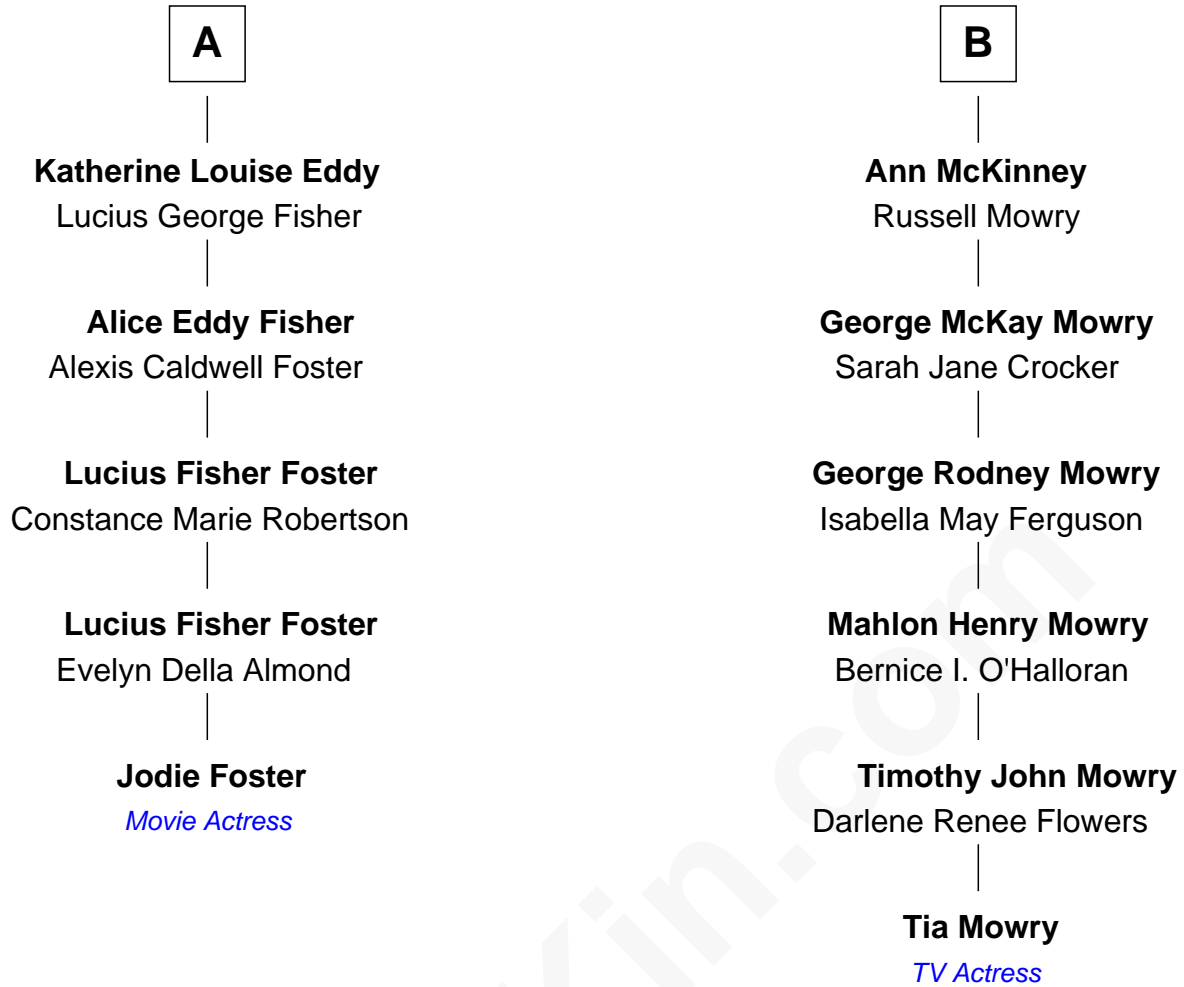 A
Katherine Louise Eddy
Lucius George Fisher
Alice Eddy Fisher
Alexis Caldwell Foster
Lucius Fisher Foster
Constance Marie Robertson
Lucius Fisher Foster
Evelyn Della Almond
Jodie Foster
Movie Actress
B
Ann McKinney
Russell Mowry
George McKay Mowry
Sarah Jane Crocker
George Rodney Mowry
Isabella May Ferguson
Mahlon Henry Mowry
Bernice I. O'Halloran
Timothy John Mowry
Darlene Renee Flowers
Tia Mowry
TV Actress